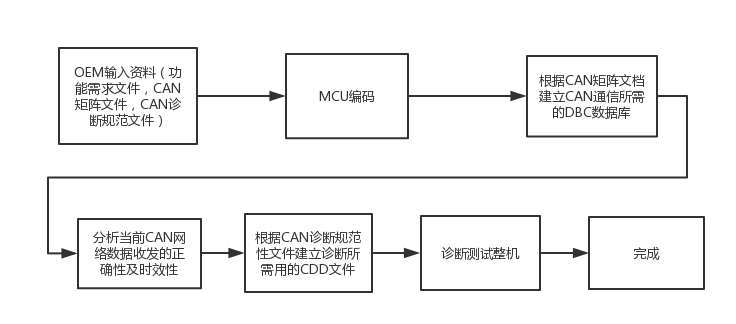 OEM输入资料（功
能需求文件，CAN
矩阵文件，CAN诊
断规范文件）
MCU编码
根据CAN矩阵文档
建立CAN通信所需
的DBC数据库
分析当前CAN网
络数据收发的正
确性及时效性
根据CAN诊断规范
性文件建立诊断所
需用的CDD文件
诊断测试整机
完成